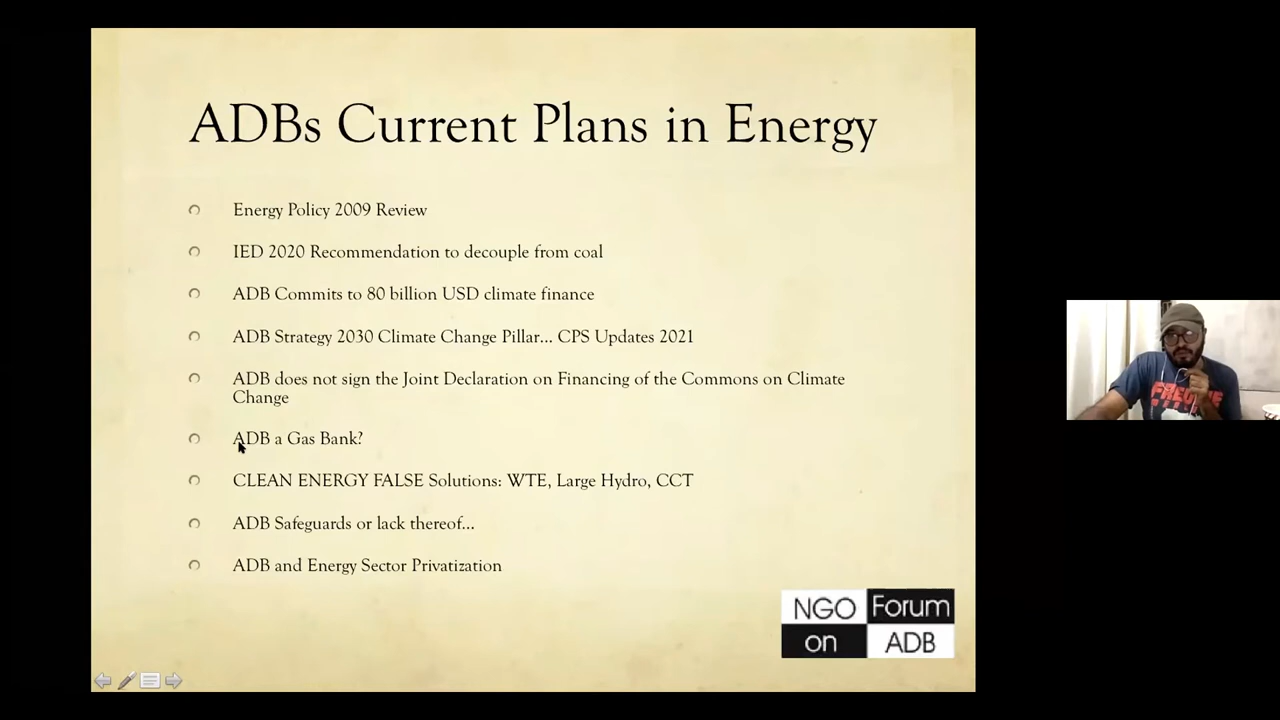 ADBs Current Plans in Energy
Energy Policy 2009 Review
IED 2020 Recommendation to decouple from coal
ADB Commits to 80 billion USD climate finance
ADB Strategy 2030 Climate Change Pillar... CPS Updates 2021
ADB does not sign the Joint Declaration on Financing of the Commons on Climate
Change
ADB a Gas Bank?
CLEAN ENERGY FALSE Solutions: WTE, Large Hydro, CCT
ADB Safeguards or lack thereof...
ADB and Energy Sector Privatization
NGO Forum
on ADB